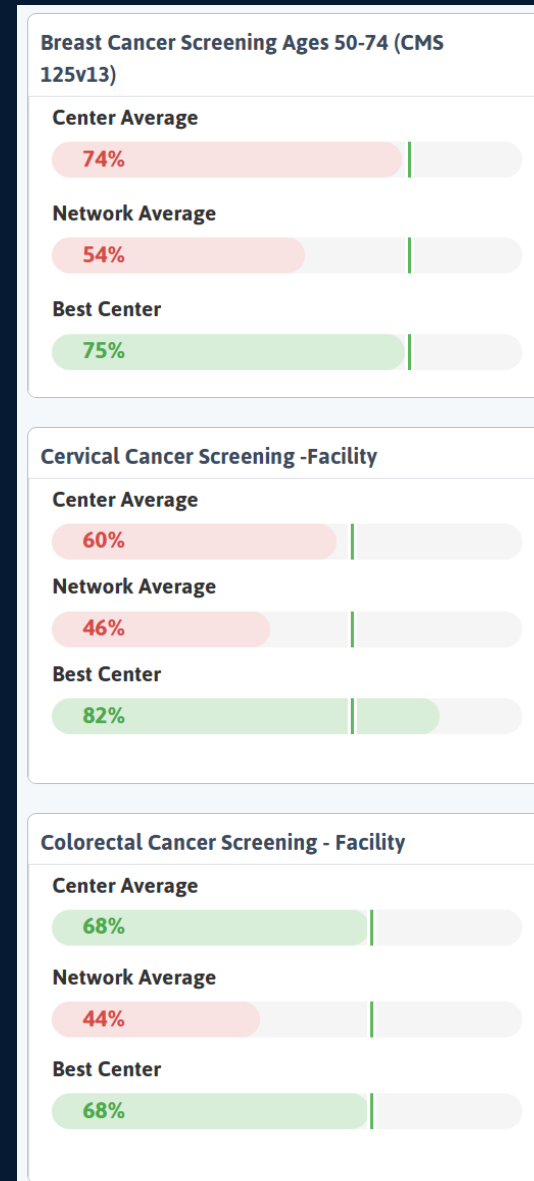 Breast Cancer Screening Ages 50-74 (CMS
125v13)
Center Average
74%
Network Average
54%
Best Center
75%
Cervical Cancer Screening -Facility
Center Average
60%
Network Average
46%
Best Center
82%
Colorectal Cancer Screening - Facility
Center Average
68%
Network Average
44%
Best Center
68%